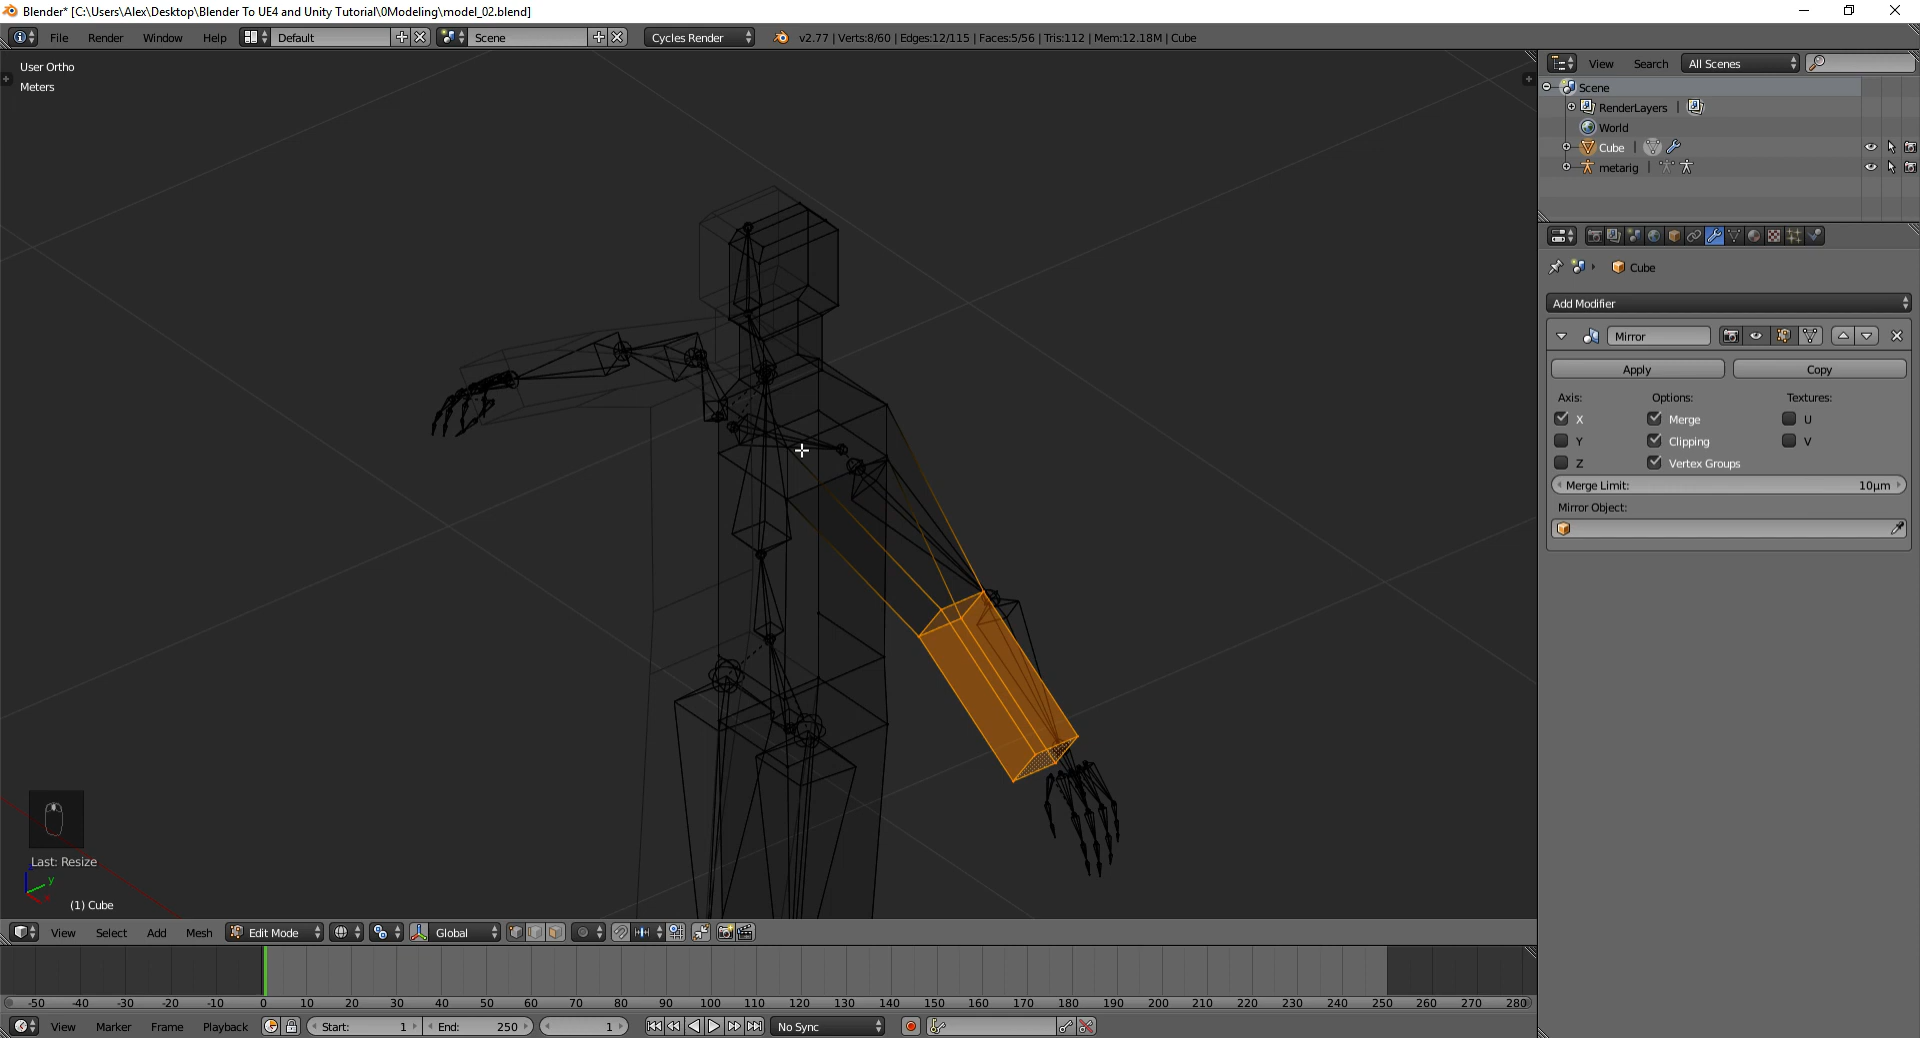 Blender* [C:\Users\Alex\Desktop\Blender To UE4 and Unity Tutorial\0Modeling\model_02.blend]
File Render Window Help Default Scene Cycles Render v2.77 | Verts:8/60 | Edges:12/115 | Faces:5/56 | Tris:112 | Mem:12.18M | Cube
User Ortho
Meters
View Search All Scenes
Scene
RenderLayers
World
Cube
metarig
Cube
Add Modifier
Mirror
Apply Copy
Axis: Options: Textures:
X Merge U
Y Clipping V
Z Vertex Groups
Merge Limit: 10µm
Mirror Object:
Last: Resize
y
(1) Cube
View Select Add Mesh Edit Mode Global
-50 -40 -30 -20 -10 0 10 20 30 40 50 60 70 80 90 100 110 120 130 140 150 160 170 180 190 200 210 220 230 240 250 260 270 280
View Marker Frame Playback Start: 1 End: 250 1 No Sync